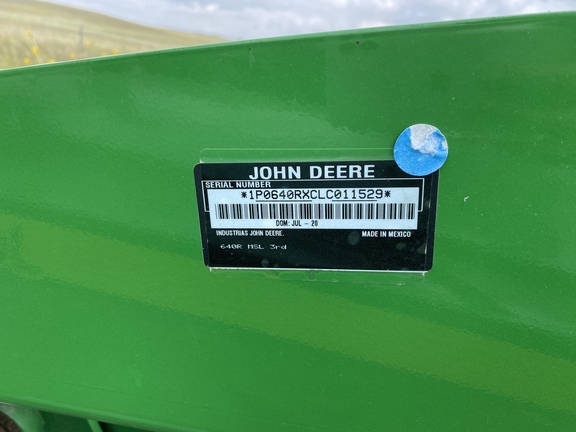 JOHN DEERE
SERIAL NUMBER
*1P0640RXCLC011529*
DOM: JUL - 20
INDUSTRIAS JOHN DEERE. MADE IN MEXICO
640R MSL 3rd